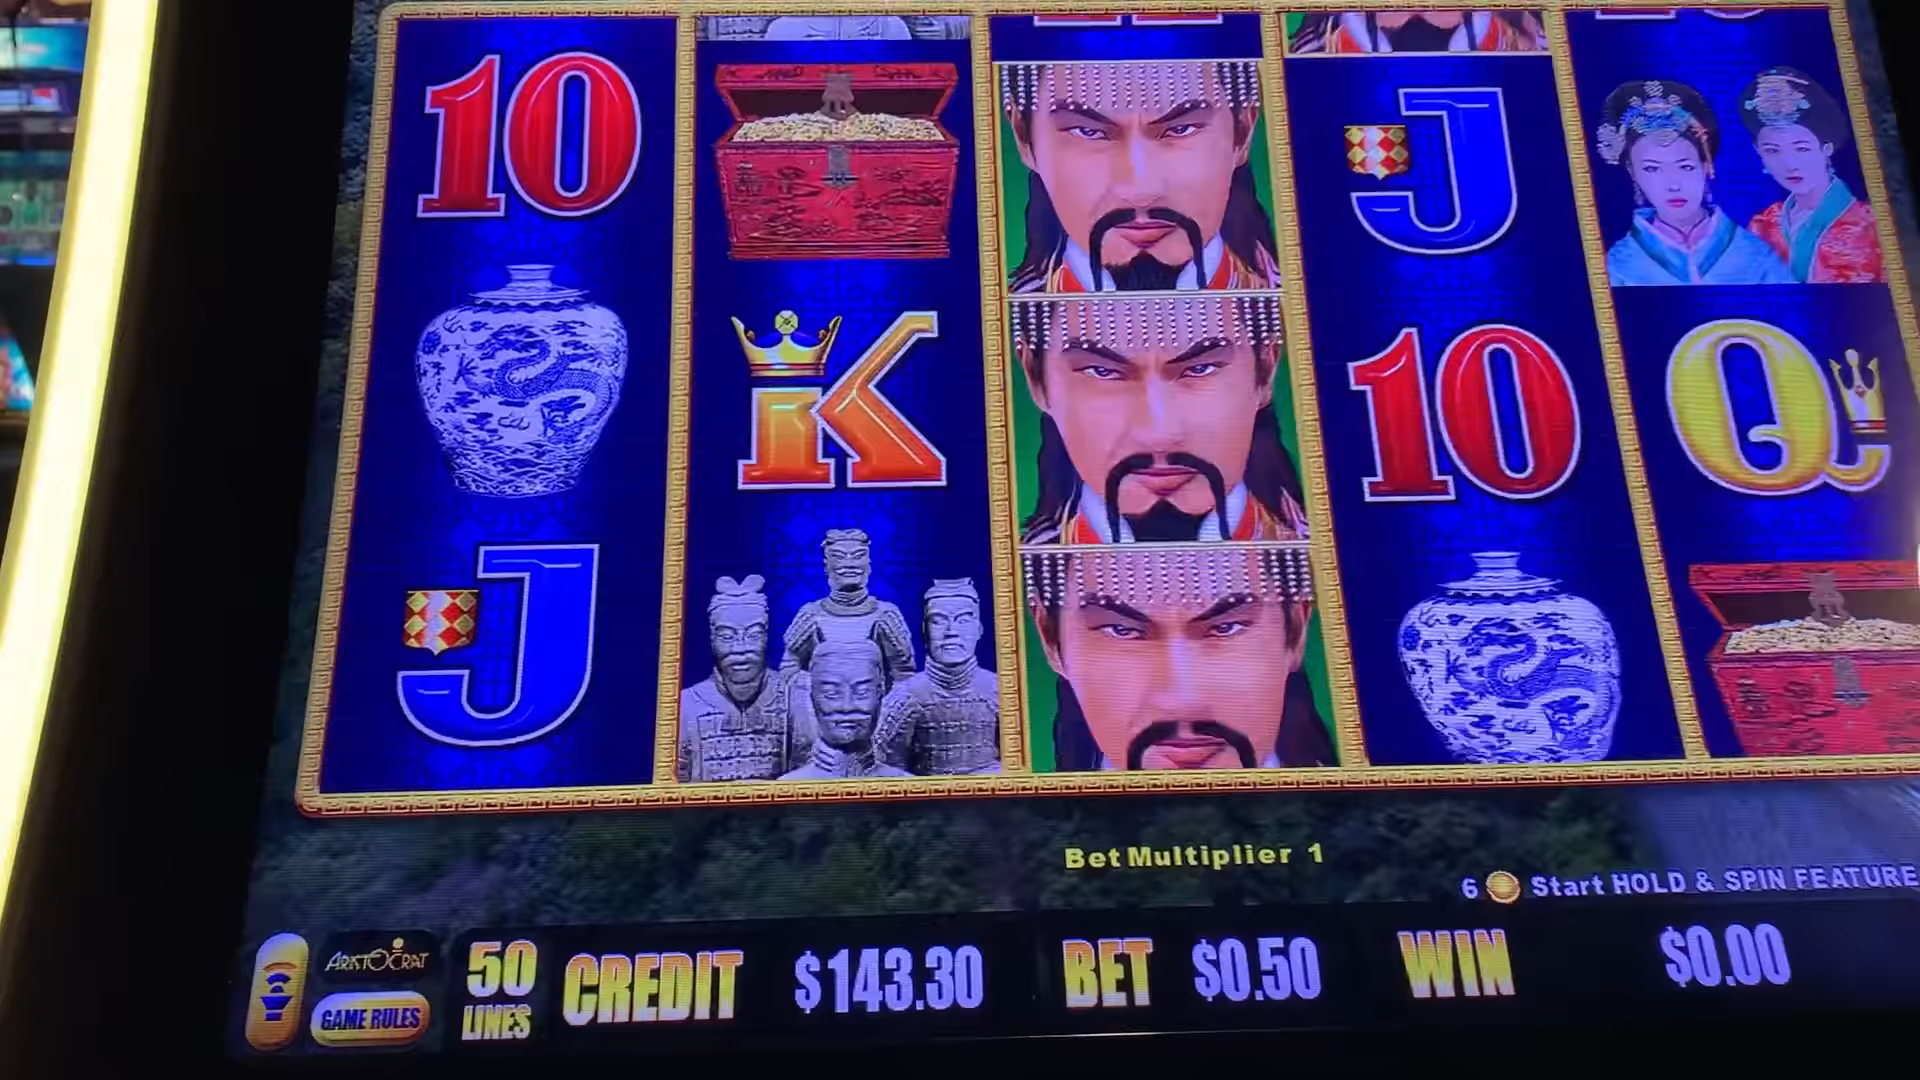 10
J
K
10
Q
J
Bet Multiplier 1
6 Start HOLD & SPIN FEATURE
ARISTOCRAT
GAME RULES
50 LINES
CREDIT $143.30
BET $0.50
WIN $0.00